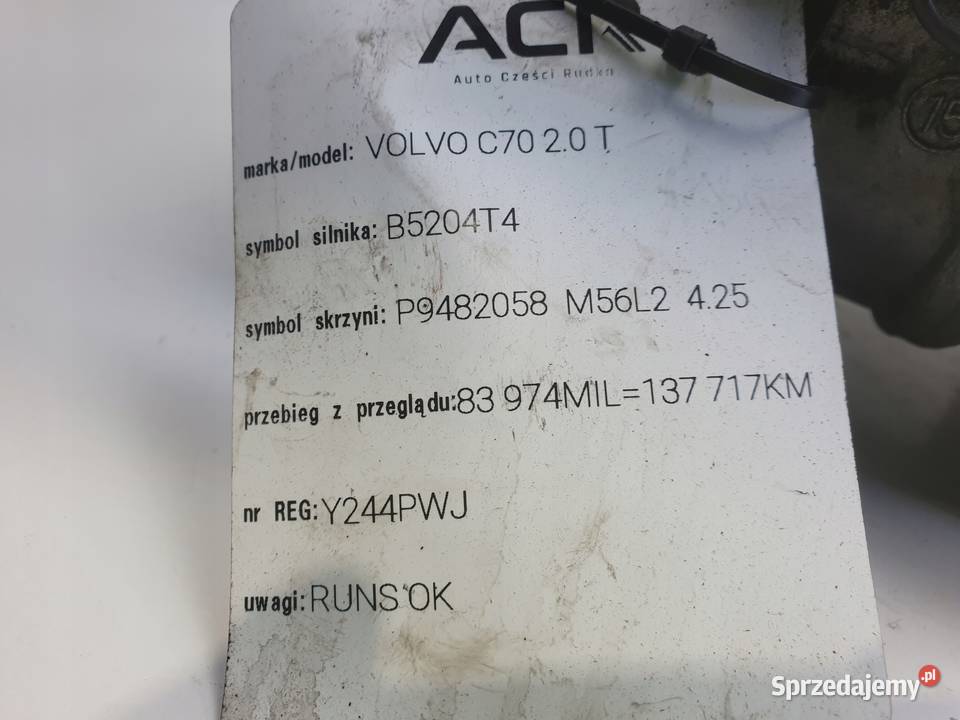 ACR
Auto Części Rudka
marka/model: VOLVO C70 2.0 T
symbol silnika: B5204T4
symbol skrzyni: P9482058 M56L2 4.25
przebieg z przeglądu:83 974MIL=137 717KM
nr REG:Y244PWJ
uwagi:RUNS OK
15
Sprzedajemy.pl